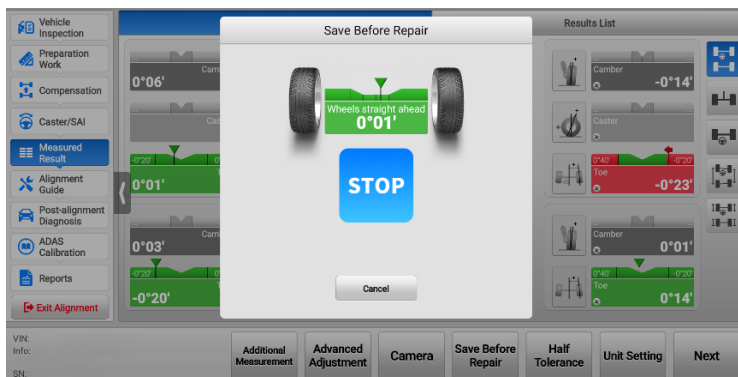 Vehicle
Inspection
Preparation
Work
Compensation
Caster/SAI
Measured
Result
Alignment
Guide
Post-alignment
Diagnosis
ADAS
Calibration
Reports
Exit Alignment
Results List
Save Before Repair
Wheels straight ahead
0°01'
STOP
Cancel
0°06'
-0°20'
0°01'
0°03'
-0°20'
-0°20'
Camber
-0°14'
Caster
0°40'
-0°20'
Toe
-0°23'
Camber
0°01'
0°40'
-0°20'
Toe
0°14'
VIN:
Info:
SN:
Additional
Measurement
Advanced
Adjustment
Camera
Save Before
Repair
Half
Tolerance
Unit Setting
Next